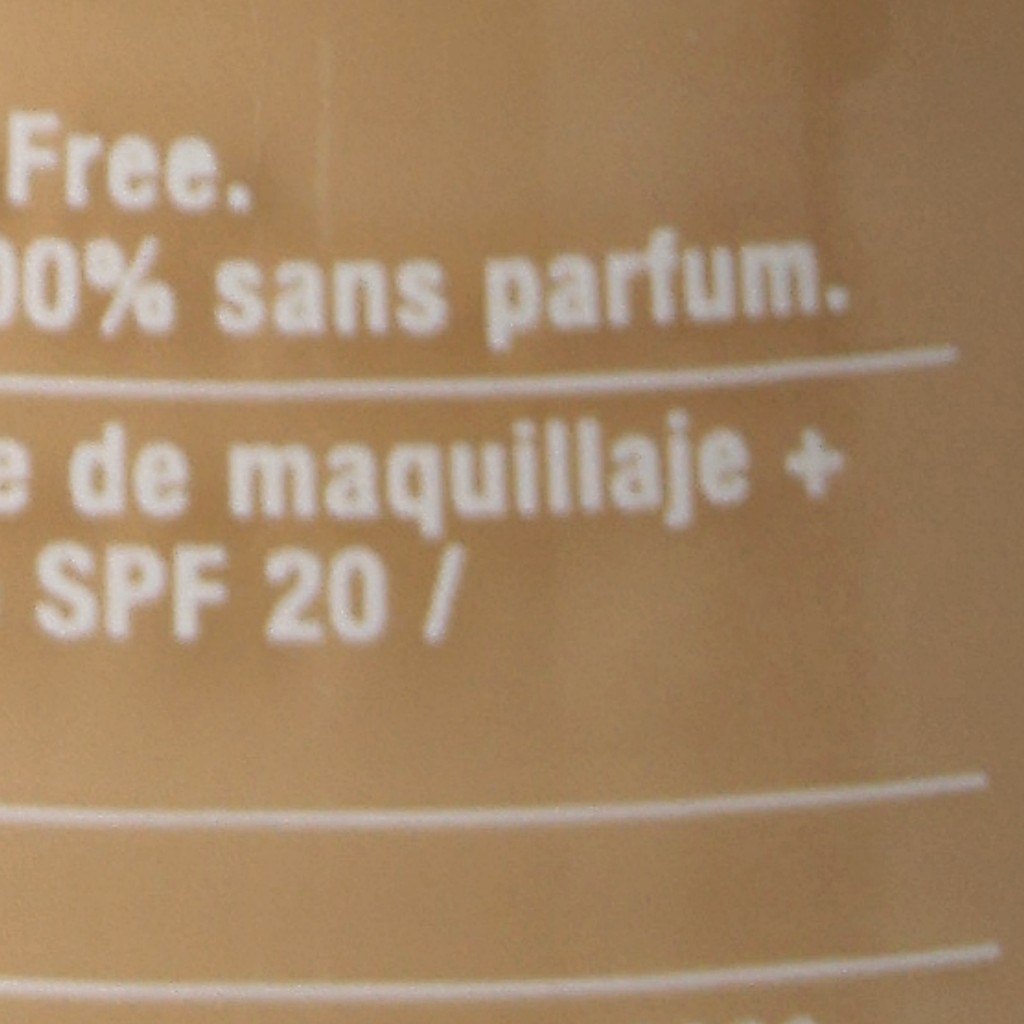 Free.
00% sans parfum.
e de maquillaje +
SPF 20 /